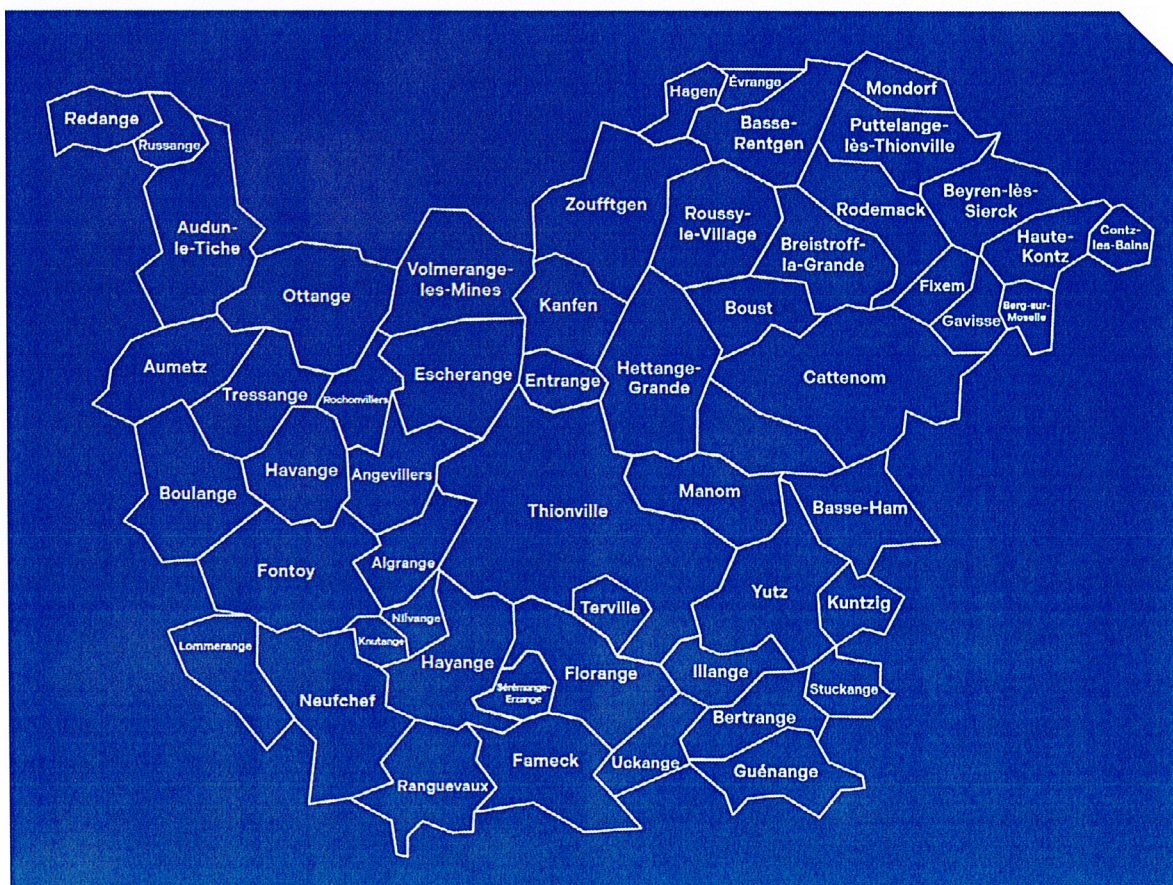 Redange
Russange
Audun-
le-Tiche
Hagen
Évrange
Mondorf
Basse-
Rentgen
Puttelange-
lès-Thionville
Beyren-lès-
Sierck
Zoufftgen
Roussy-
le-Village
Rodemack
Breistroff-
la-Grande
Haute-
Kontz
Contz-
les-Bains
Volmerange-
les-Mines
Ottange
Kanfen
Boust
Fixem
Gavisse
Berg-sur-
Moselle
Aumetz
Tressange
Rochonvillers
Escherange
Entrange
Hettange-
Grande
Cattenom
Boulange
Havange
Angevillers
Thionville
Manom
Basse-Ham
Fontoy
Algrange
Nilvange
Knutange
Terville
Yutz
Kuntzig
Lommerange
Neufchef
Hayange
Sérémange-
Erzange
Florange
Illange
Stuckange
Bertrange
Ranguevaux
Fameck
Uckange
Guénange